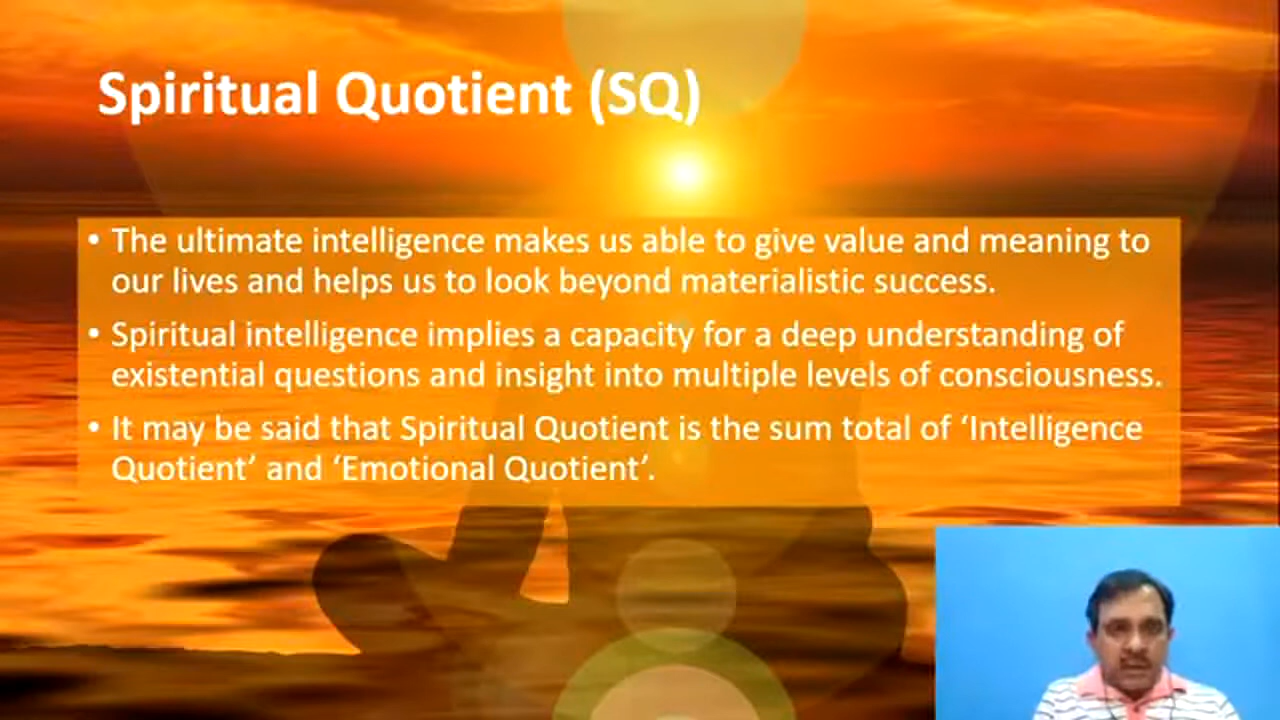 Spiritual Quotient (SQ)
• The ultimate intelligence makes us able to give value and meaning to
our lives and helps us to look beyond materialistic success.
• Spiritual intelligence implies a capacity for a deep understanding of
existential questions and insight into multiple levels of consciousness.
• It may be said that Spiritual Quotient is the sum total of ‘Intelligence
Quotient’ and ‘Emotional Quotient’.